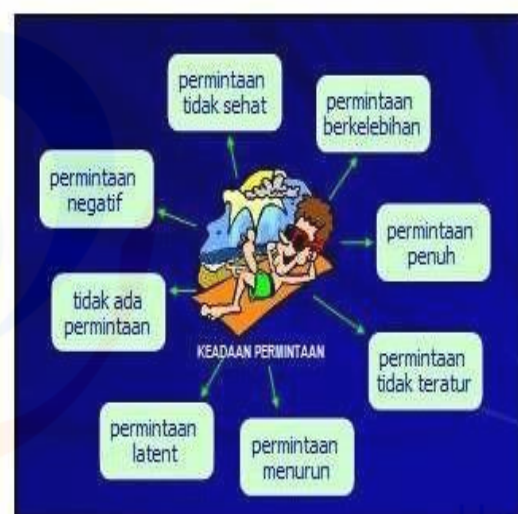 permintaan
tidak sehat
permintaan
berkelebihan
permintaan
negatif
permintaan
penuh
tidak ada
permintaan
KEADAAN PERMINTAAN
permintaan
tidak teratur
permintaan
latent
permintaan
menurun